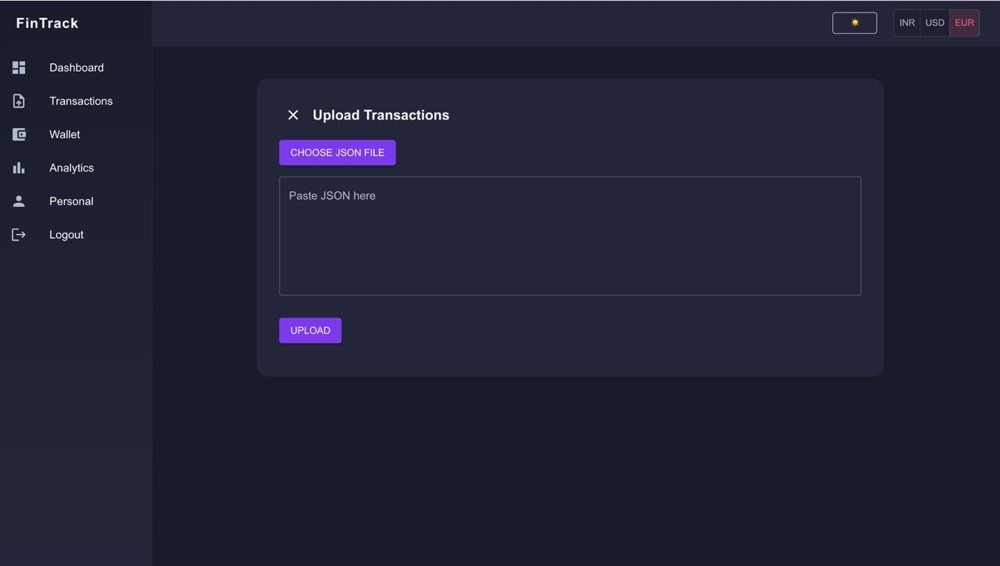 FinTrack
INR USD EUR
Dashboard
Transactions
Wallet
Analytics
Personal
Logout
Upload Transactions
CHOOSE JSON FILE
Paste JSON here
UPLOAD